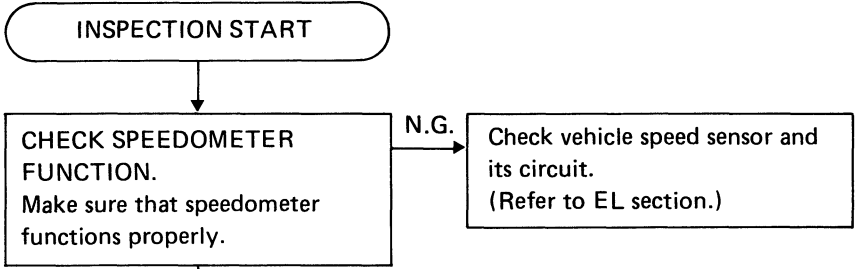 INSPECTION START
CHECK SPEEDOMETER
FUNCTION.
Make sure that speedometer
functions properly.
N.G.
Check vehicle speed sensor and
its circuit.
(Refer to EL section.)